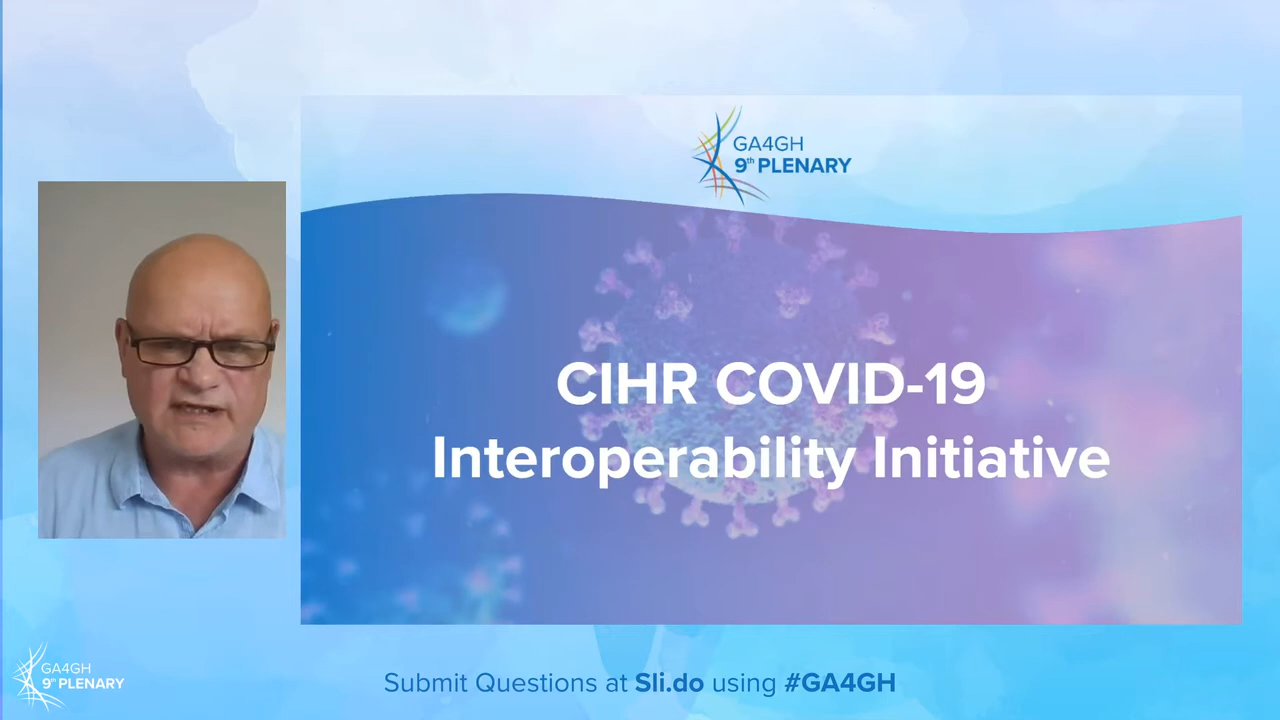 GA4GH
9th PLENARY
CIHR COVID-19
Interoperability Initiative
GA4GH
9th PLENARY
Submit Questions at Sli.do using #GA4GH